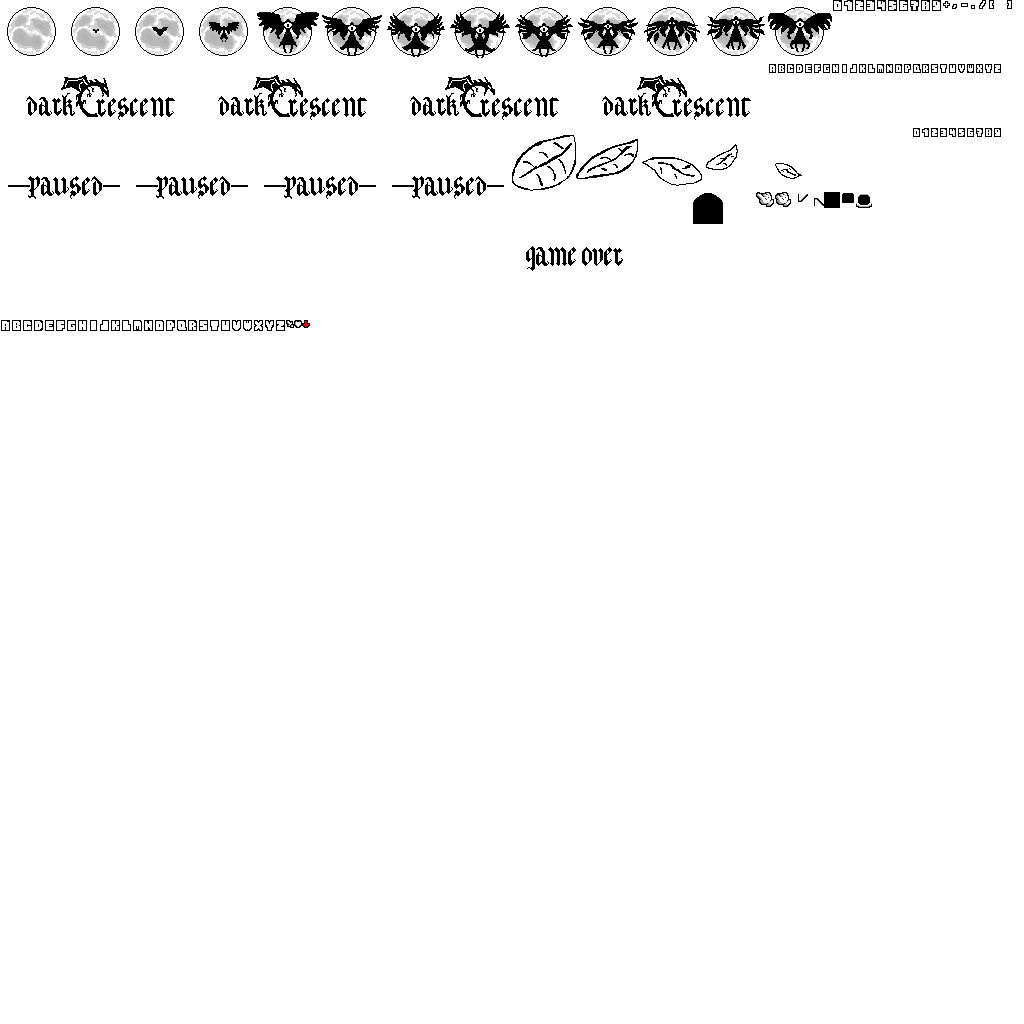 0123456789+,-./( )
ABCDEFGHIJKLMNOPQRSTUVWXYZ
darkCrescent darkCrescent darkCrescent darkCrescent
0123456789
paused paused paused paused
game over
ABCDEFGHIJKLMNOPQRSTUVWXYZ